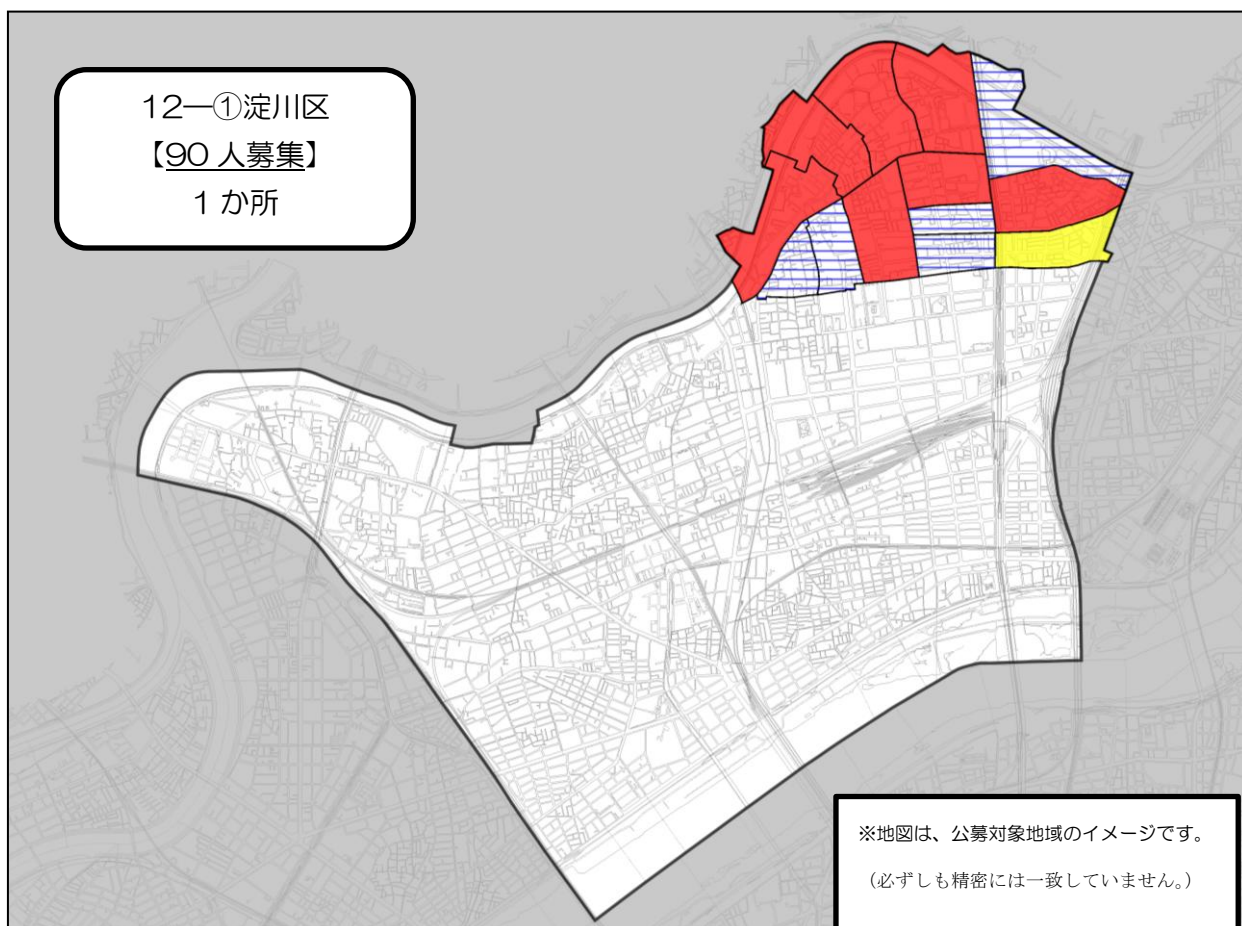 12―①淀川区
【90 人募集】
1 か所
※地図は、公募対象地域のイメージです。
（必ずしも精密には一致していません。）